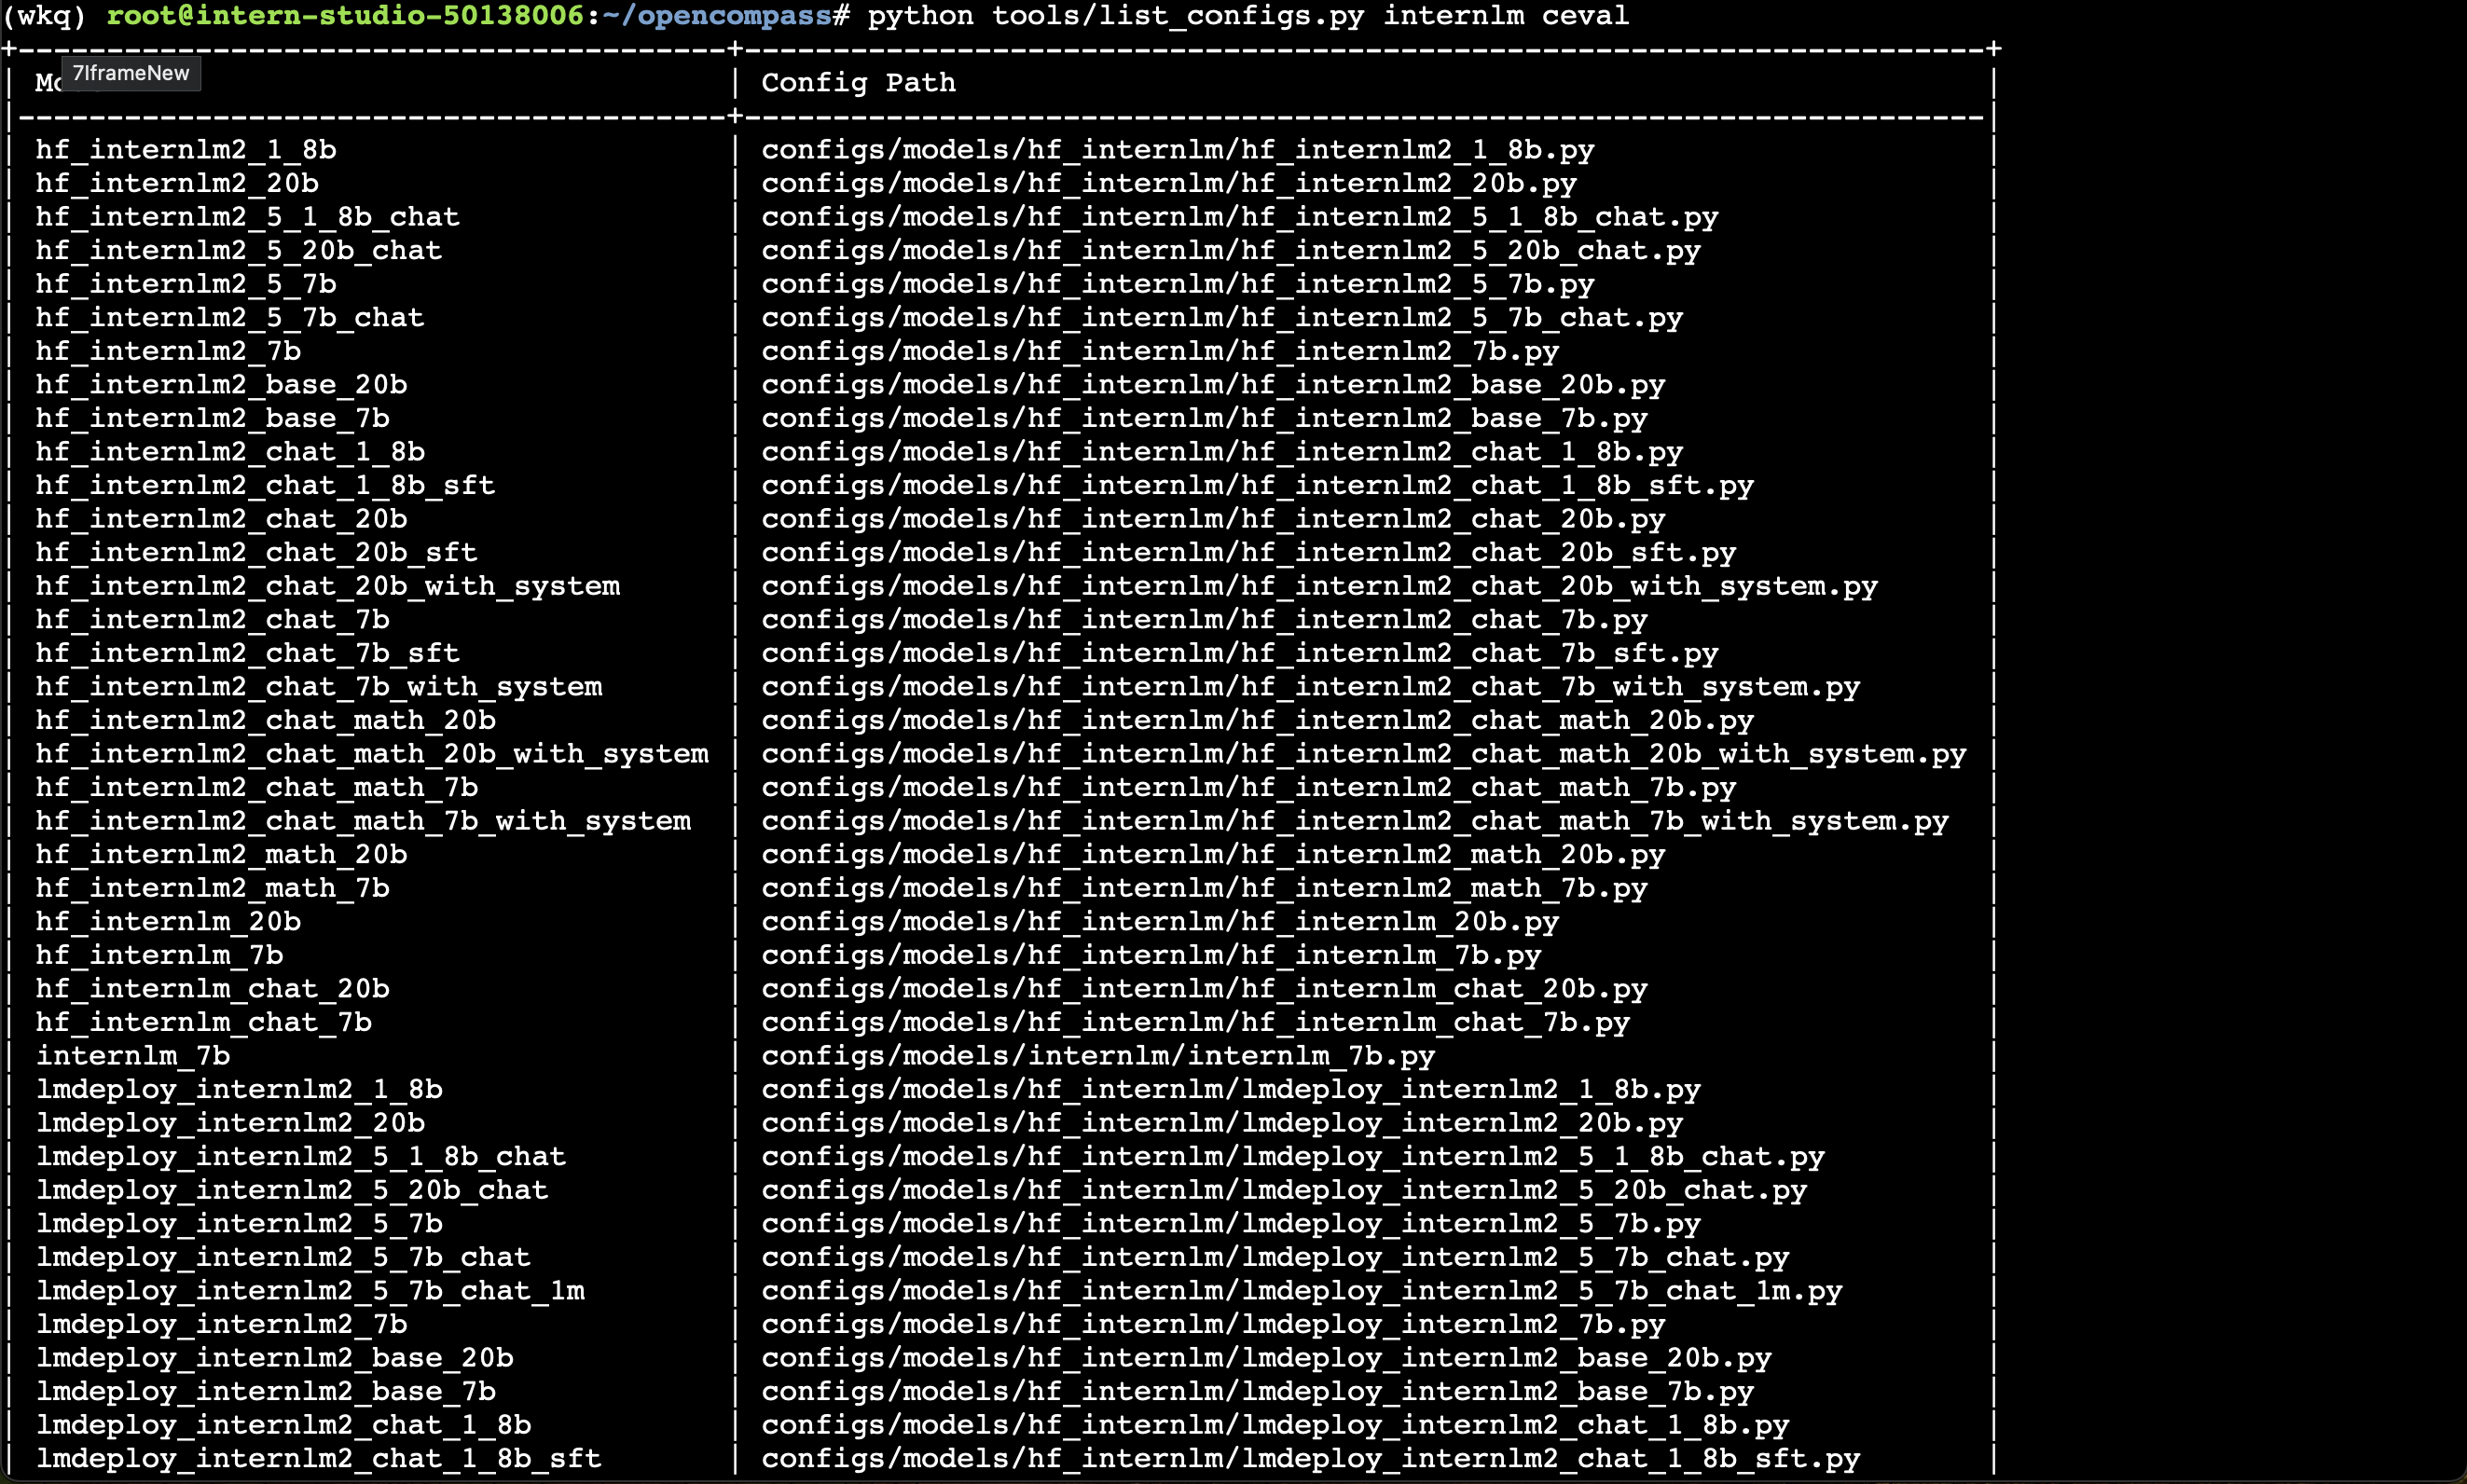 (wkq) root@intern-studio-50138006:~/opencompass# python tools/list_configs.py internlm ceval
+----------------------------------------+----------------------------------------------------------------------+
7IframeNew
| Config Path |
|----------------------------------------+----------------------------------------------------------------------|
| hf_internlm2_1_8b | configs/models/hf_internlm/hf_internlm2_1_8b.py |
| hf_internlm2_20b | configs/models/hf_internlm/hf_internlm2_20b.py |
| hf_internlm2_5_1_8b_chat | configs/models/hf_internlm/hf_internlm2_5_1_8b_chat.py |
| hf_internlm2_5_20b_chat | configs/models/hf_internlm/hf_internlm2_5_20b_chat.py |
| hf_internlm2_5_7b | configs/models/hf_internlm/hf_internlm2_5_7b.py |
| hf_internlm2_5_7b_chat | configs/models/hf_internlm/hf_internlm2_5_7b_chat.py |
| hf_internlm2_7b | configs/models/hf_internlm/hf_internlm2_7b.py |
| hf_internlm2_base_20b | configs/models/hf_internlm/hf_internlm2_base_20b.py |
| hf_internlm2_base_7b | configs/models/hf_internlm/hf_internlm2_base_7b.py |
| hf_internlm2_chat_1_8b | configs/models/hf_internlm/hf_internlm2_chat_1_8b.py |
| hf_internlm2_chat_1_8b_sft | configs/models/hf_internlm/hf_internlm2_chat_1_8b_sft.py |
| hf_internlm2_chat_20b | configs/models/hf_internlm/hf_internlm2_chat_20b.py |
| hf_internlm2_chat_20b_sft | configs/models/hf_internlm/hf_internlm2_chat_20b_sft.py |
| hf_internlm2_chat_20b_with_system | configs/models/hf_internlm/hf_internlm2_chat_20b_with_system.py |
| hf_internlm2_chat_7b | configs/models/hf_internlm/hf_internlm2_chat_7b.py |
| hf_internlm2_chat_7b_sft | configs/models/hf_internlm/hf_internlm2_chat_7b_sft.py |
| hf_internlm2_chat_7b_with_system | configs/models/hf_internlm/hf_internlm2_chat_7b_with_system.py |
| hf_internlm2_chat_math_20b | configs/models/hf_internlm/hf_internlm2_chat_math_20b.py |
| hf_internlm2_chat_math_20b_with_system | configs/models/hf_internlm/hf_internlm2_chat_math_20b_with_system.py |
| hf_internlm2_chat_math_7b | configs/models/hf_internlm/hf_internlm2_chat_math_7b.py |
| hf_internlm2_chat_math_7b_with_system | configs/models/hf_internlm/hf_internlm2_chat_math_7b_with_system.py |
| hf_internlm2_math_20b | configs/models/hf_internlm/hf_internlm2_math_20b.py |
| hf_internlm2_math_7b | configs/models/hf_internlm/hf_internlm2_math_7b.py |
| hf_internlm_20b | configs/models/hf_internlm/hf_internlm_20b.py |
| hf_internlm_7b | configs/models/hf_internlm/hf_internlm_7b.py |
| hf_internlm_chat_20b | configs/models/hf_internlm/hf_internlm_chat_20b.py |
| hf_internlm_chat_7b | configs/models/hf_internlm/hf_internlm_chat_7b.py |
| internlm_7b | configs/models/internlm/internlm_7b.py |
| lmdeploy_internlm2_1_8b | configs/models/hf_internlm/lmdeploy_internlm2_1_8b.py |
| lmdeploy_internlm2_20b | configs/models/hf_internlm/lmdeploy_internlm2_20b.py |
| lmdeploy_internlm2_5_1_8b_chat | configs/models/hf_internlm/lmdeploy_internlm2_5_1_8b_chat.py |
| lmdeploy_internlm2_5_20b_chat | configs/models/hf_internlm/lmdeploy_internlm2_5_20b_chat.py |
| lmdeploy_internlm2_5_7b | configs/models/hf_internlm/lmdeploy_internlm2_5_7b.py |
| lmdeploy_internlm2_5_7b_chat | configs/models/hf_internlm/lmdeploy_internlm2_5_7b_chat.py |
| lmdeploy_internlm2_5_7b_chat_1m | configs/models/hf_internlm/lmdeploy_internlm2_5_7b_chat_1m.py |
| lmdeploy_internlm2_7b | configs/models/hf_internlm/lmdeploy_internlm2_7b.py |
| lmdeploy_internlm2_base_20b | configs/models/hf_internlm/lmdeploy_internlm2_base_20b.py |
| lmdeploy_internlm2_base_7b | configs/models/hf_internlm/lmdeploy_internlm2_base_7b.py |
| lmdeploy_internlm2_chat_1_8b | configs/models/hf_internlm/lmdeploy_internlm2_chat_1_8b.py |
| lmdeploy_internlm2_chat_1_8b_sft | configs/models/hf_internlm/lmdeploy_internlm2_chat_1_8b_sft.py |